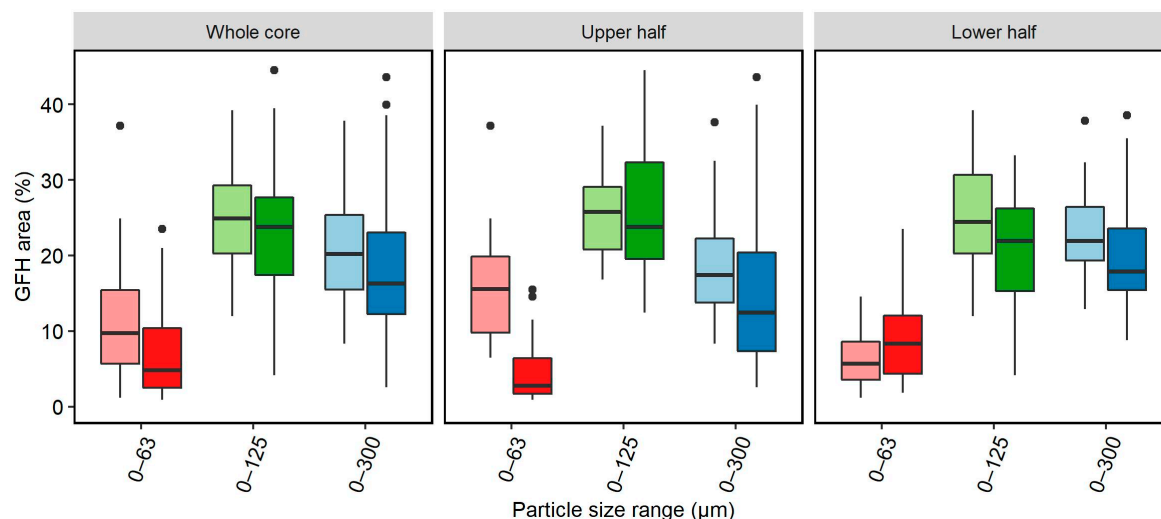 Whole core
Upper half
Lower half
GFH area (%)
40
30
20
10
0
0–63
0–125
0–300
0–63
0–125
0–300
0–63
0–125
0–300
Particle size range (μm)